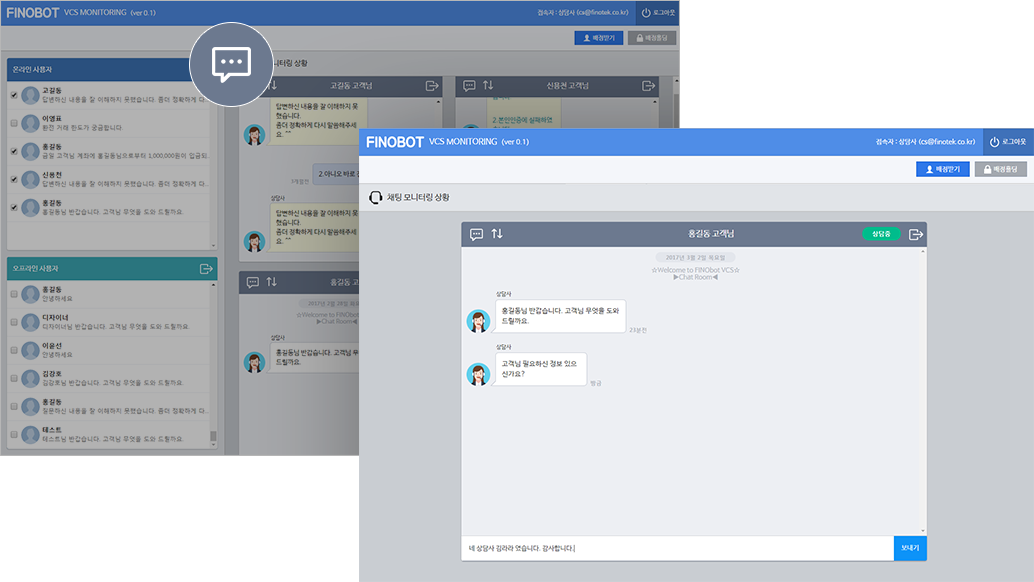 FINOBOT VCS MONITORING (ver 0.1)
접속자 : 상담사 (cs@finotek.co.kr)
로그아웃
배정받기
배정홀딩
온라인 사용자
고길동
답변하신 내용을 잘 이해하지 못했습니다. 좀더 정확하게 다..
이영표
환전 거래 한도가 궁금합니다.
홍길동
금일 고객님 계좌에 홍길동님으로부터 1,000,000원이 입금되..
신용천
답변하신 내용을 잘 이해하지 못했습니다. 좀더 정확하게 다..
홍길동
홍길동님 반갑습니다. 고객님 무엇을 도와 드릴까요.
오프라인 사용자
홍길동
안녕하세요
디자이너
디자이너님 반갑습니다. 고객님 무엇을 도와 드릴까요.
이윤선
안녕하세요
김강호
김강호님 반갑습니다. 고객님 무엇을 도와 드릴까요.
홍길동
질문하신 내용을 잘 이해하지 못했습니다. 좀더 정확하게 다..
테스트
테스트님 반갑습니다. 고객님 무엇을 도와 드릴까요.
니터링 상황
고길동 고객님
답변하신 내용을 잘 이해하지 못
했습니다.
좀더 정확하게 다시 말씀해주세
요. ^^
2.아니오 바로
상담사
답변하신 내용을 잘 이해하지 못
했습니다.
좀더 정확하게 다시 말씀해주세
요. ^^
신용천 고객님
2.본인인증에 실패하였
홍길동 고
☆Welcome to FINObot
▶Chat Room◀
상담사
홍길동님 반갑습니다. 고객님 무
드릴까요.
FINOBOT VCS MONITORING (ver 0.1)
접속자 : 상담사 (cs@finotek.co.kr)
로그아웃
배정받기
배정홀딩
채팅 모니터링 상황
홍길동 고객님
상담중
2017년 3월 2일 목요일
☆Welcome to FINObot VCS☆
▶Chat Room◀
상담사
홍길동님 반갑습니다. 고객님 무엇을 도와
드릴까요.
21분전
상담사
고객님 필요하신 정보 있으
신가요?
방금
네 상담사 김라라 였습니다. 감사합니다.
보내기